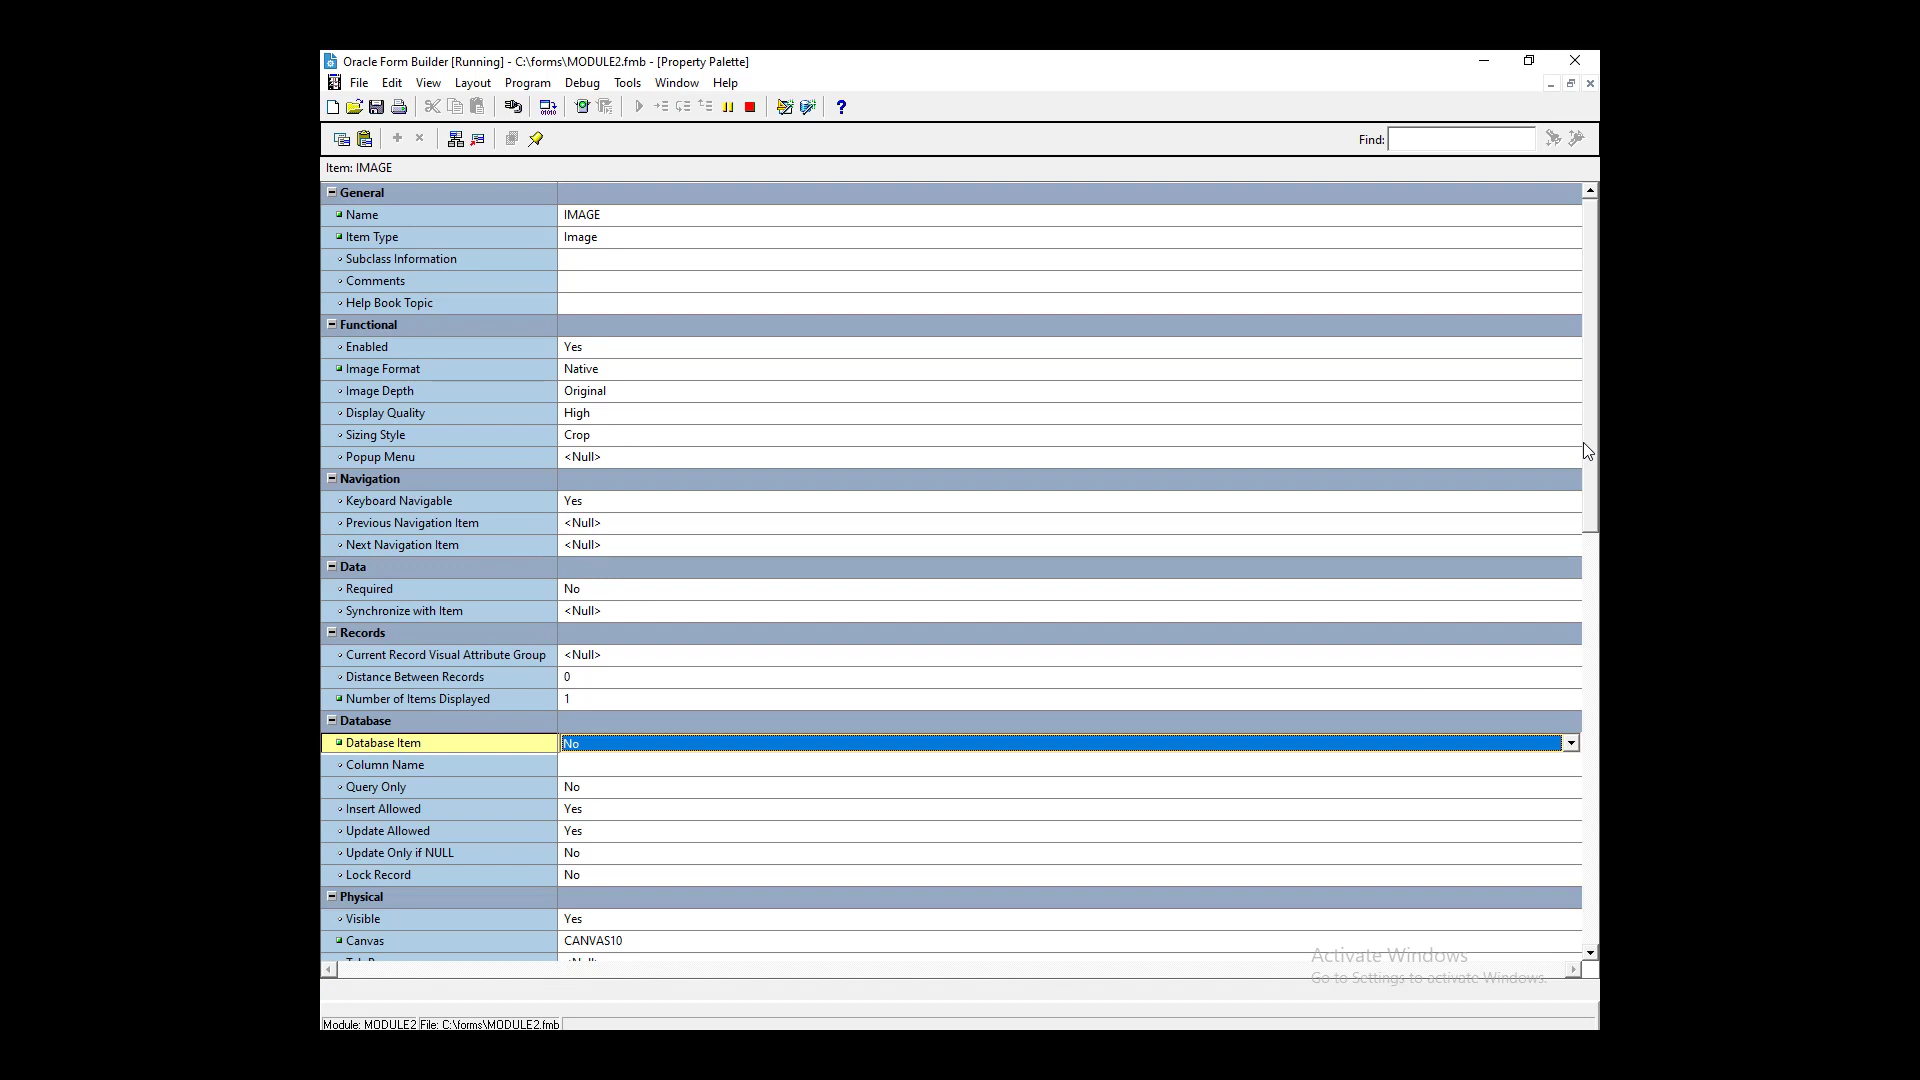 Oracle Form Builder [Running] - C:\forms\MODULE2.fmb - [Property Palette]
File Edit View Layout Program Debug Tools Window Help
Find:
Item: IMAGE
General
Name IMAGE
Item Type Image
Subclass Information
Comments
Help Book Topic
Functional
Enabled Yes
Image Format Native
Image Depth Original
Display Quality High
Sizing Style Crop
Popup Menu <Null>
Navigation
Keyboard Navigable Yes
Previous Navigation Item <Null>
Next Navigation Item <Null>
Data
Required No
Synchronize with Item <Null>
Records
Current Record Visual Attribute Group <Null>
Distance Between Records 0
Number of Items Displayed 1
Database
Database Item No
Column Name
Query Only No
Insert Allowed Yes
Update Allowed Yes
Update Only if NULL No
Lock Record No
Physical
Visible Yes
Canvas CANVAS10
Activate Windows
Go to Settings to activate Windows.
Module: MODULE2 File: C:\forms\MODULE2.fmb